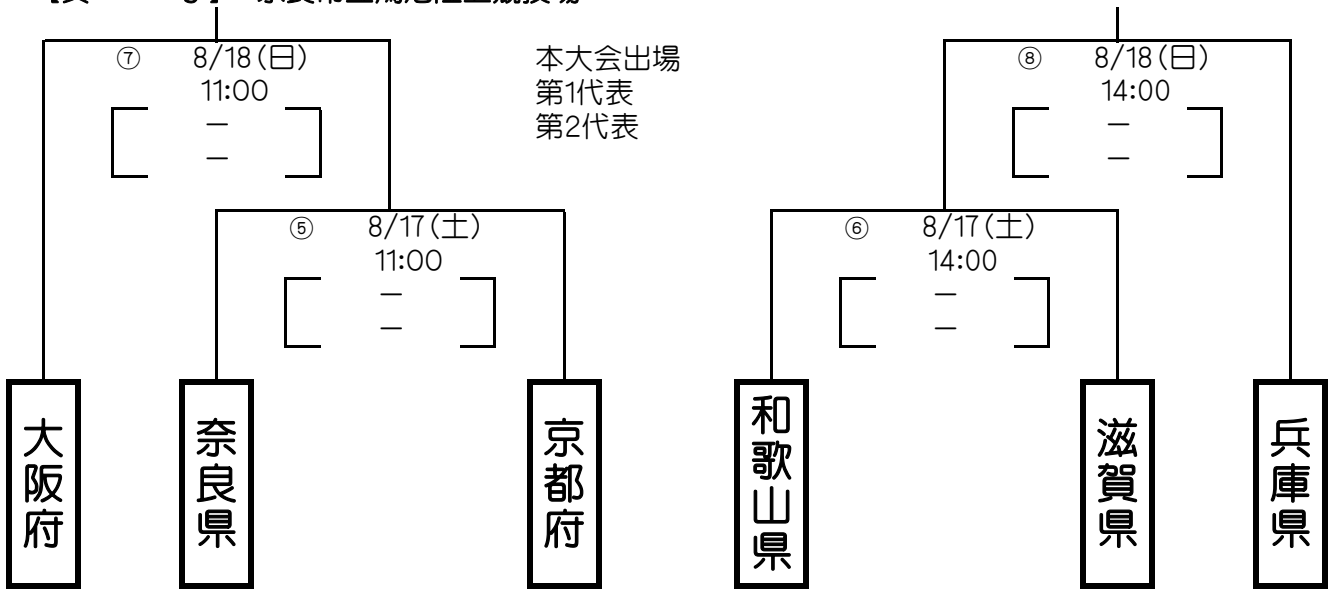 ⑦ 8/18(日)
11:00
–
–
本大会出場
第1代表
第2代表
⑧ 8/18(日)
14:00
–
–
⑤ 8/17(土)
11:00
–
–
⑥ 8/17(土)
14:00
–
–
大阪府
奈良県
京都府
和歌山県
滋賀県
兵庫県